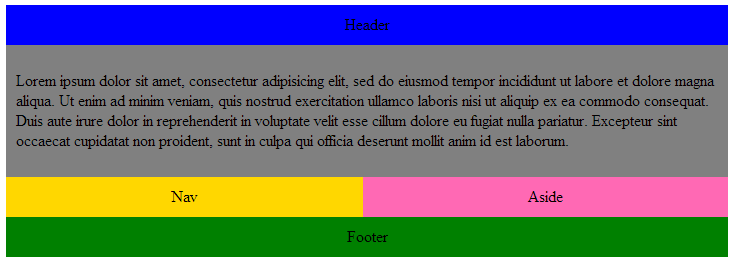 Header
Lorem ipsum dolor sit amet, consectetur adipisicing elit, sed do eiusmod tempor incididunt ut labore et dolore magna
aliqua. Ut enim ad minim veniam, quis nostrud exercitation ullamco laboris nisi ut aliquip ex ea commodo consequat.
Duis aute irure dolor in reprehenderit in voluptate velit esse cillum dolore eu fugiat nulla pariatur. Excepteur sint
occaecat cupidatat non proident, sunt in culpa qui officia deserunt mollit anim id est laborum.
Nav
Aside
Footer